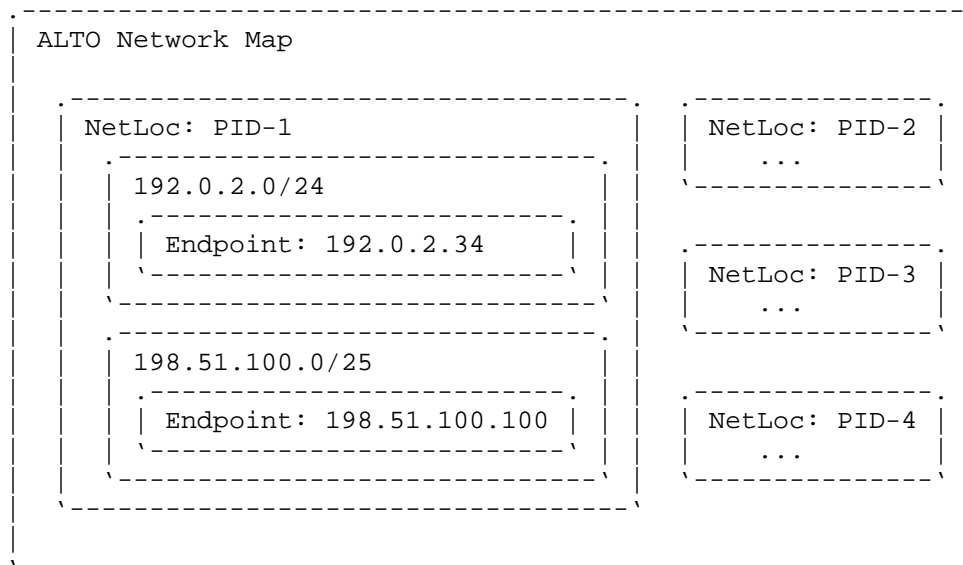 ALTO Network Map
NetLoc: PID-1
192.0.2.0/24
Endpoint: 192.0.2.34
198.51.100.0/25
Endpoint: 198.51.100.100
NetLoc: PID-2
...
NetLoc: PID-3
...
NetLoc: PID-4
...